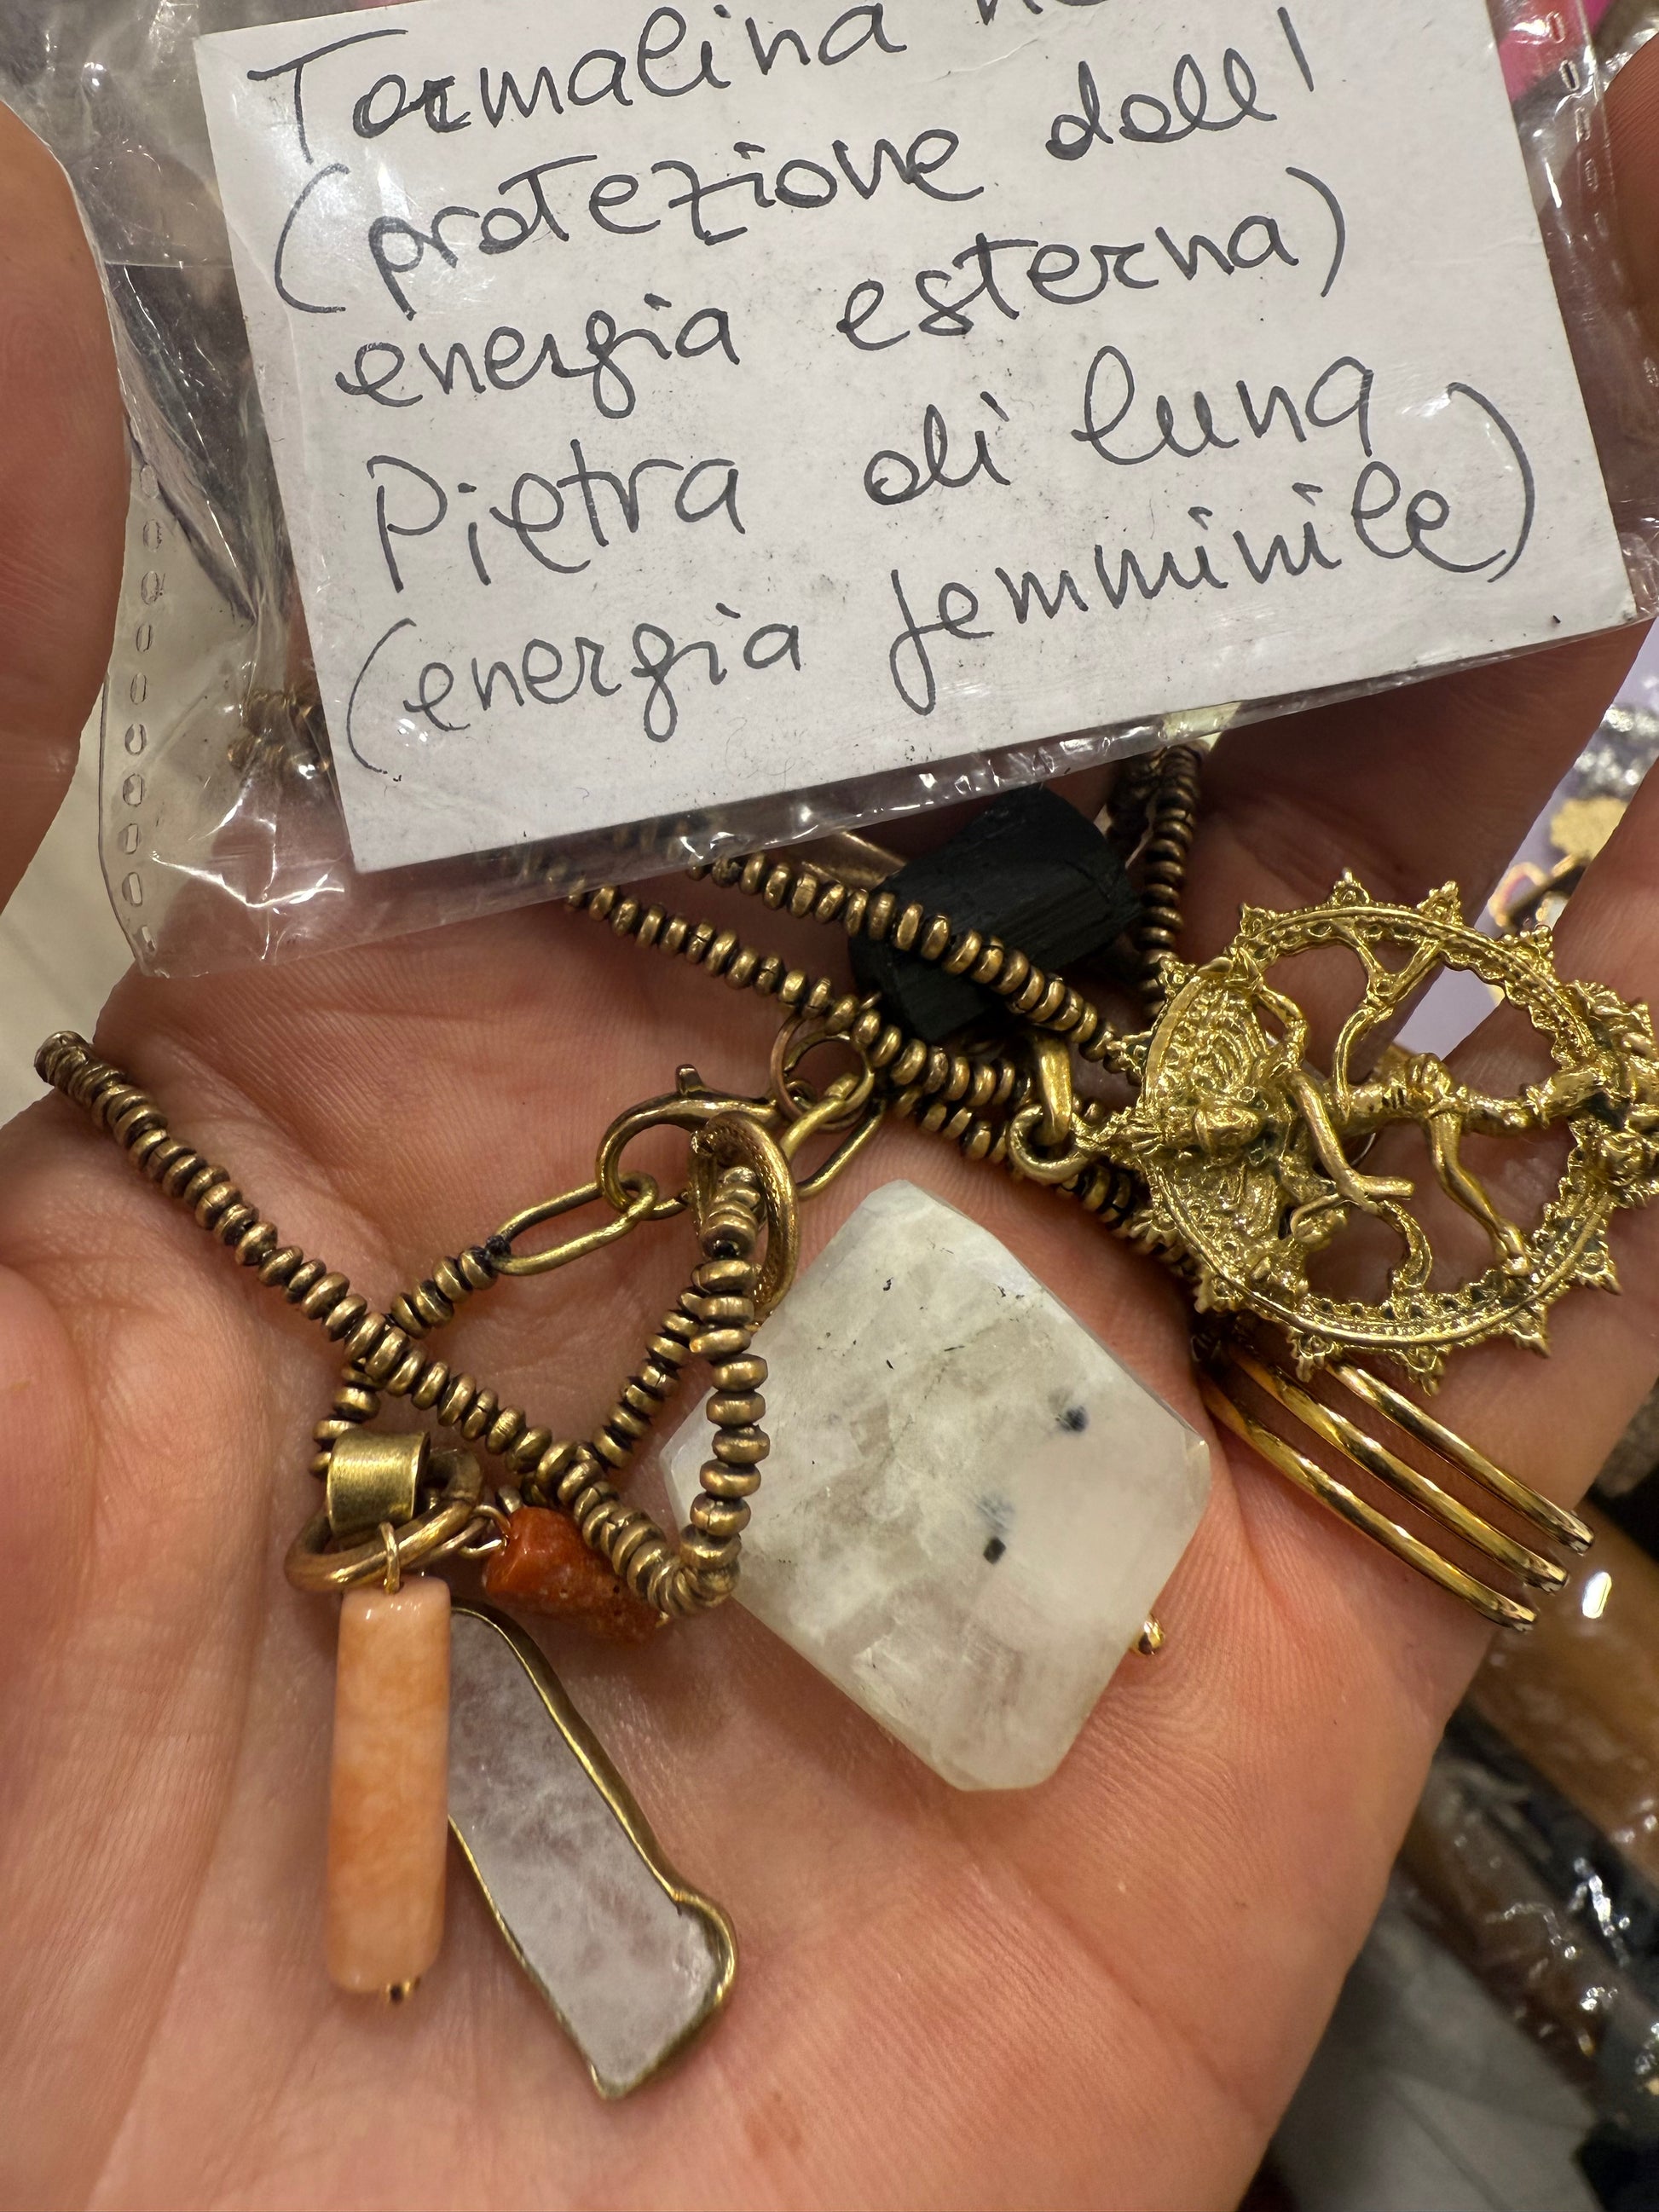 Tormalina
(protezione dall'
energia esterna)
Pietra di luna
(energia femminile)